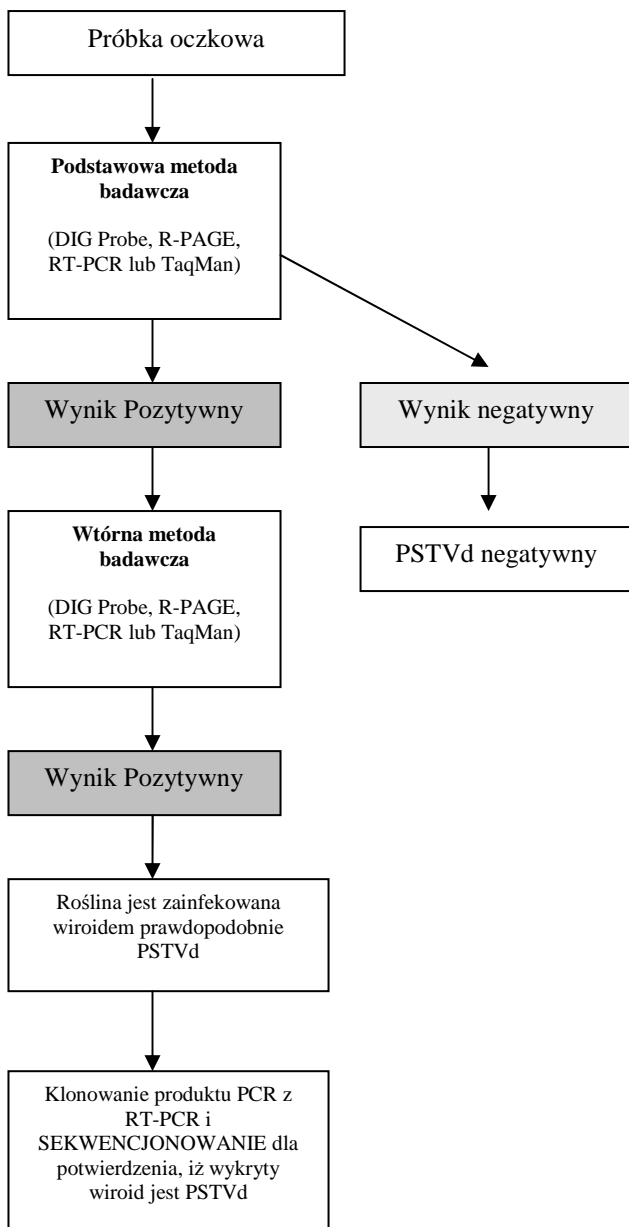 Próbka oczkowa
Podstawowa metoda
badawcza
(DIG Probe, R-PAGE,
RT-PCR lub TaqMan)
Wynik Pozytywny
Wynik negatywny
Wtórna metoda
badawcza
(DIG Probe, R-PAGE,
RT-PCR lub TaqMan)
PSTVd negatywny
Wynik Pozytywny
Roślina jest zainfekowana
wiroidem prawdopodobnie
PSTVd
Klonowanie produktu PCR z
RT-PCR i
SEKWENCJONOWANIE dla
potwierdzenia, iż wykryty
wiroid jest PSTVd